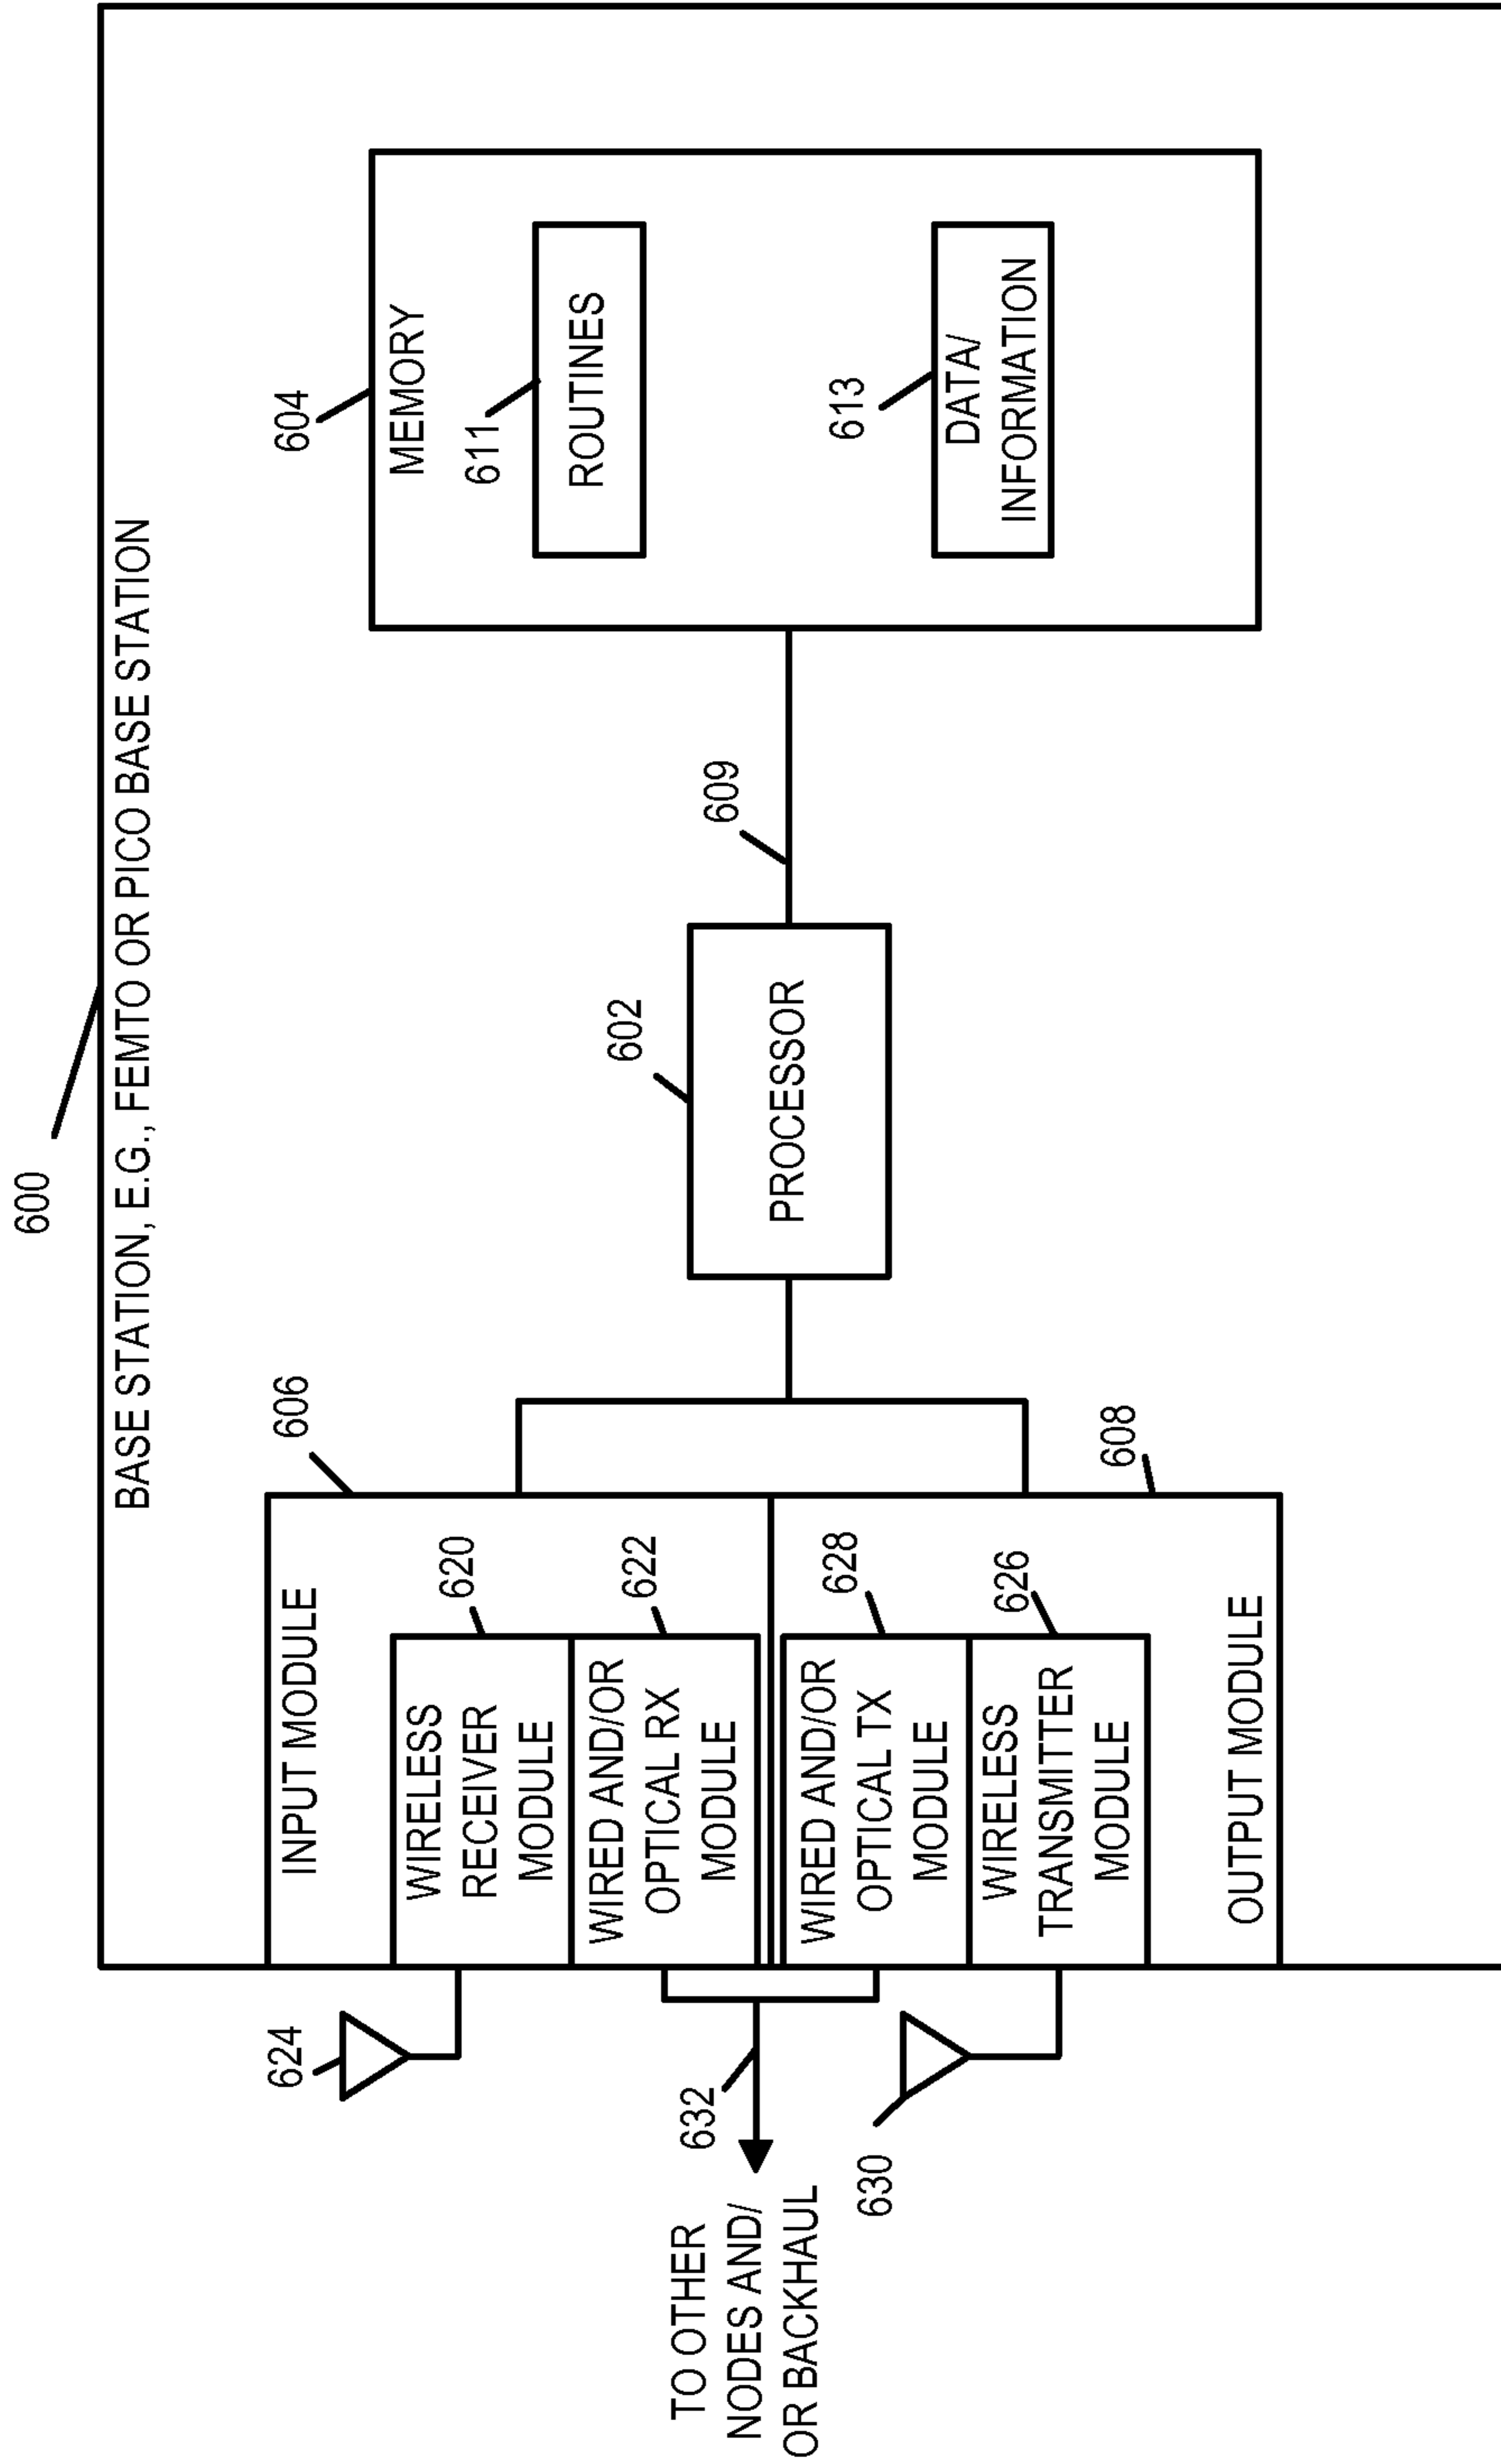 600
BASE STATION, E.G., FEMTO OR PICO BASE STATION
624
606
604
INPUT MODULE
MEMORY
620
611
WIRELESS
RECEIVER
MODULE
ROUTINES
622
602
WIRED AND/OR
OPTICAL RX
MODULE
TO OTHER
NODES AND/
OR BACKHAUL
632
609
PROCESSOR
628
613
WIRED AND/OR
OPTICAL TX
MODULE
DATA/
INFORMATION
630
626
WIRELESS
TRANSMITTER
MODULE
608
OUTPUT MODULE